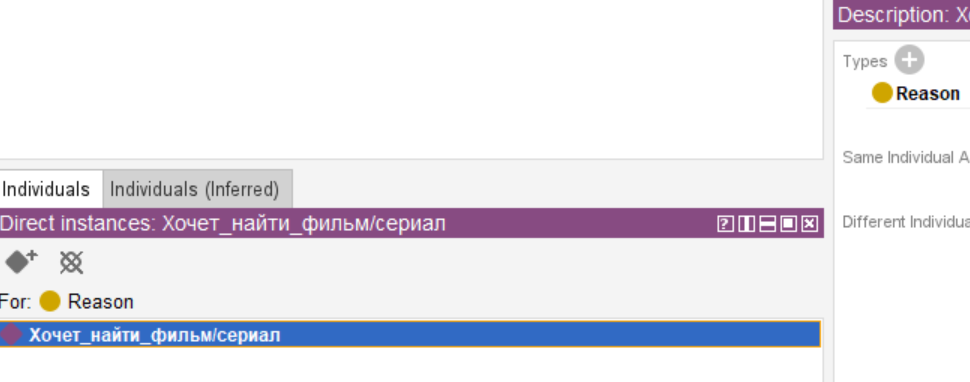 Description: X
Types
Reason
Same Individual A
Different Individua
Individuals
Individuals (Inferred)
Direct instances: Хочет_найти_фильм/сериал
For: Reason
Хочет_найти_фильм/сериал